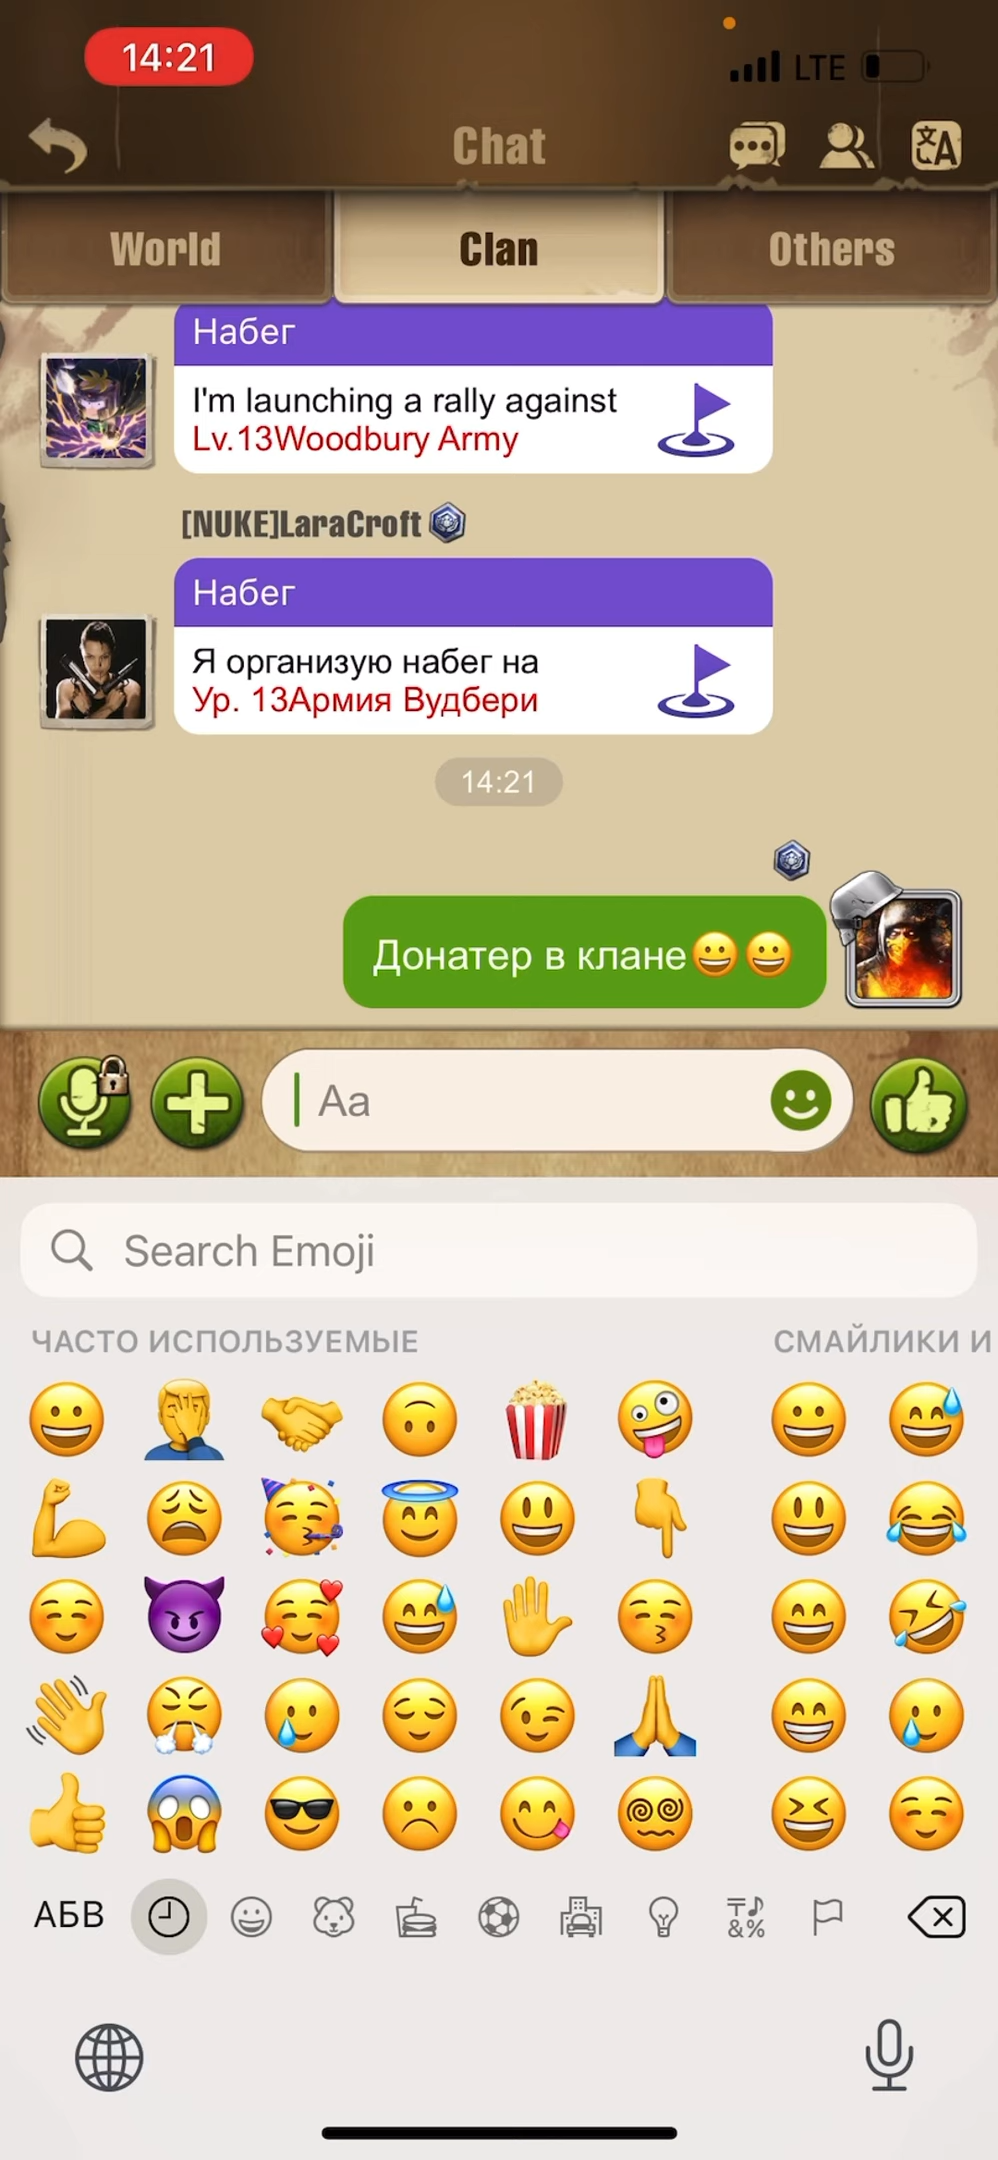 14:21
LTE
Chat
World
Clan
Others
Набег
I'm launching a rally against
Lv.13Woodbury Army
[NUKE]LaraCroft
Набег
Я организую набег на
Ур. 13Армия Вудбери
14:21
Донатер в клане😀😀
Aa
Search Emoji
ЧАСТО ИСПОЛЬЗУЕМЫЕ
СМАЙЛИКИ И
АБВ